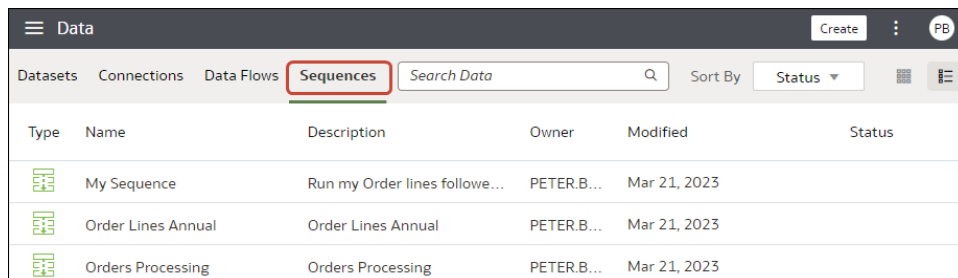 Data Create PB
Datasets Connections Data Flows Sequences Search Data Sort By Status
Type Name Description Owner Modified Status
My Sequence Run my Order lines followe... PETER.B... Mar 21, 2023
Order Lines Annual Order Lines Annual PETER.B... Mar 21, 2023
Orders Processing Orders Processing PETER.B... Mar 21, 2023